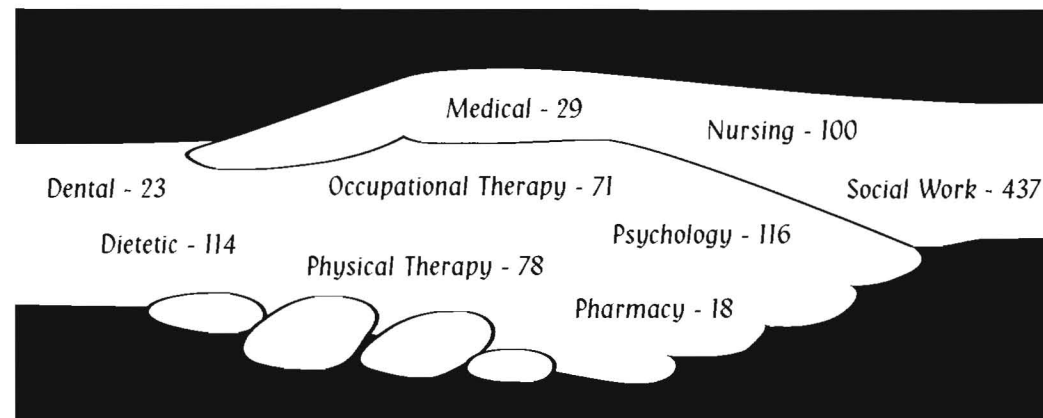 Medical - 29
Nursing - 100
Dental - 23
Occupational Therapy - 71
Social Work - 437
Psychology - 116
Dietetic - 114
Physical Therapy - 78
Pharmacy - 18